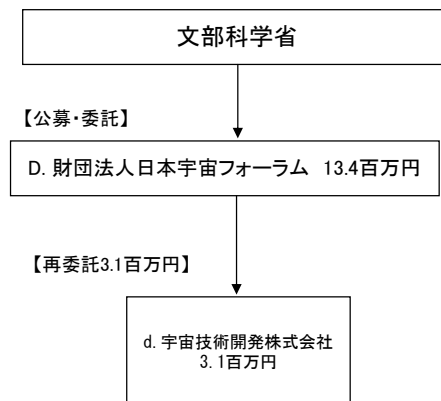 文部科学省
【公募・委託】
D. 財団法人日本宇宙フォーラム 13.4百万円
【再委託3.1百万円】
d. 宇宙技術開発株式会社
3.1百万円